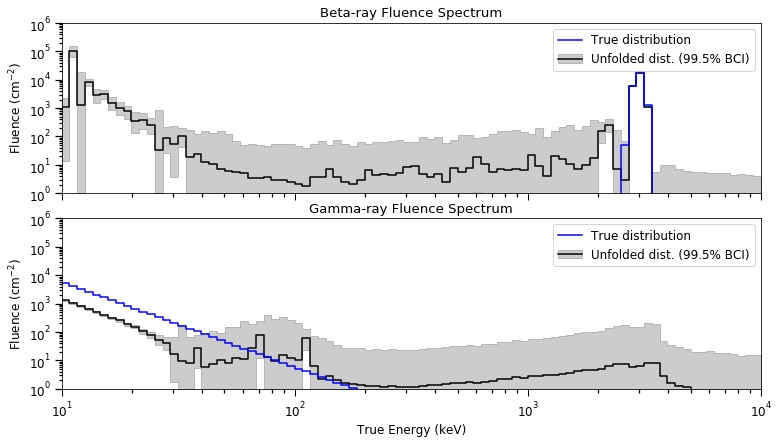 Beta-ray Fluence Spectrum
10^6
10^5
10^4
10^3
10^2
10^1
10^0
Fluence (cm^−2)
True distribution
Unfolded dist. (99.5% BCI)
Gamma-ray Fluence Spectrum
10^6
10^5
10^4
10^3
10^2
10^1
10^0
Fluence (cm^−2)
True distribution
Unfolded dist. (99.5% BCI)
10^1 10^2 10^3 10^4
True Energy (keV)